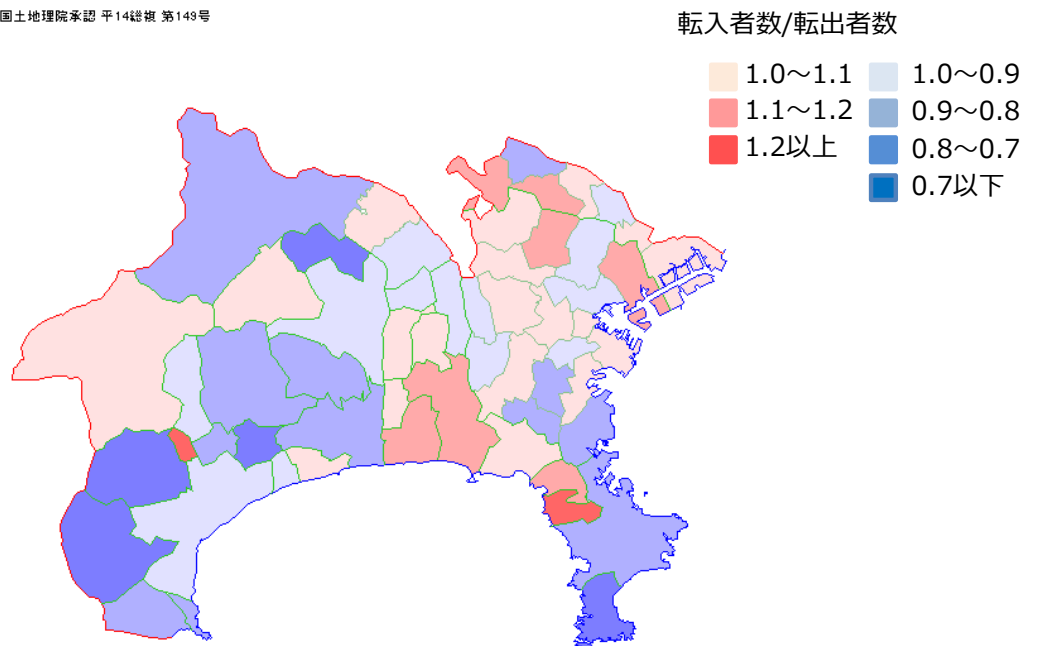 国土地理院承認 平14総複 第149号
転入者数/転出者数
1.0～1.1
1.0～0.9
1.1～1.2
0.9～0.8
1.2以上
0.8～0.7
0.7以下